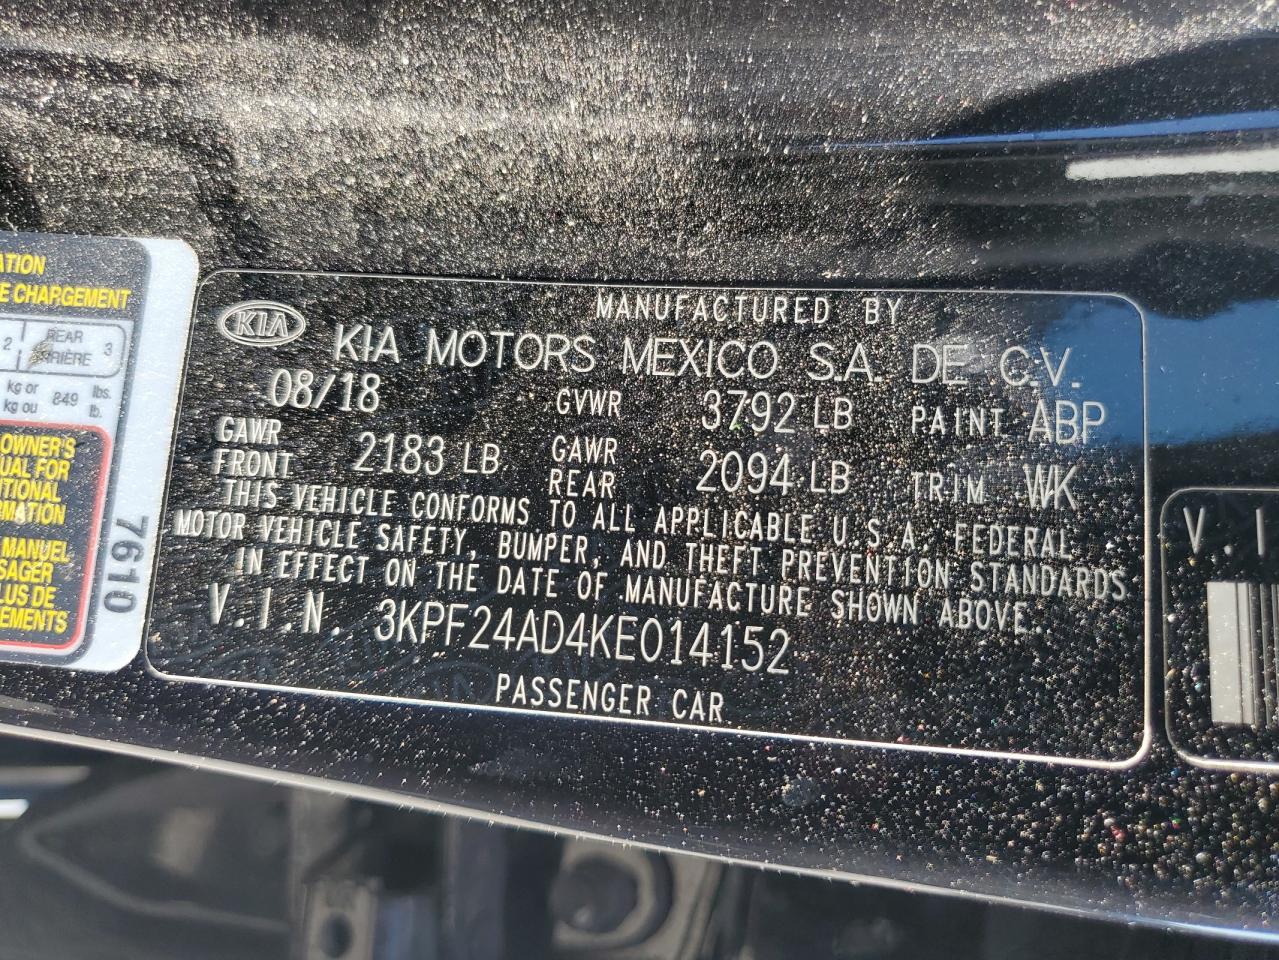 ATION
E CHARGEMENT
2 REAR 3
kg or 849 lbs.
kg ou lb.
OWNER'S
UAL FOR
ITIONAL
RMATION
MANUEL
SAGER
LUS DE
EMENTS
7610
MANUFACTURED BY
KIA KIA MOTORS MEXICO S.A. DE C.V.
08/18 GVWR 3792 LB PAINT ABP
GAWR FRONT 2183 LB GAWR REAR 2094 LB TRIM WK
THIS VEHICLE CONFORMS TO ALL APPLICABLE U.S.A. FEDERAL
MOTOR VEHICLE SAFETY, BUMPER, AND THEFT PREVENTION STANDARDS
IN EFFECT ON THE DATE OF MANUFACTURE SHOWN ABOVE.
V.I.N. 3KPF24AD4KE014152
PASSENGER CAR
V.I